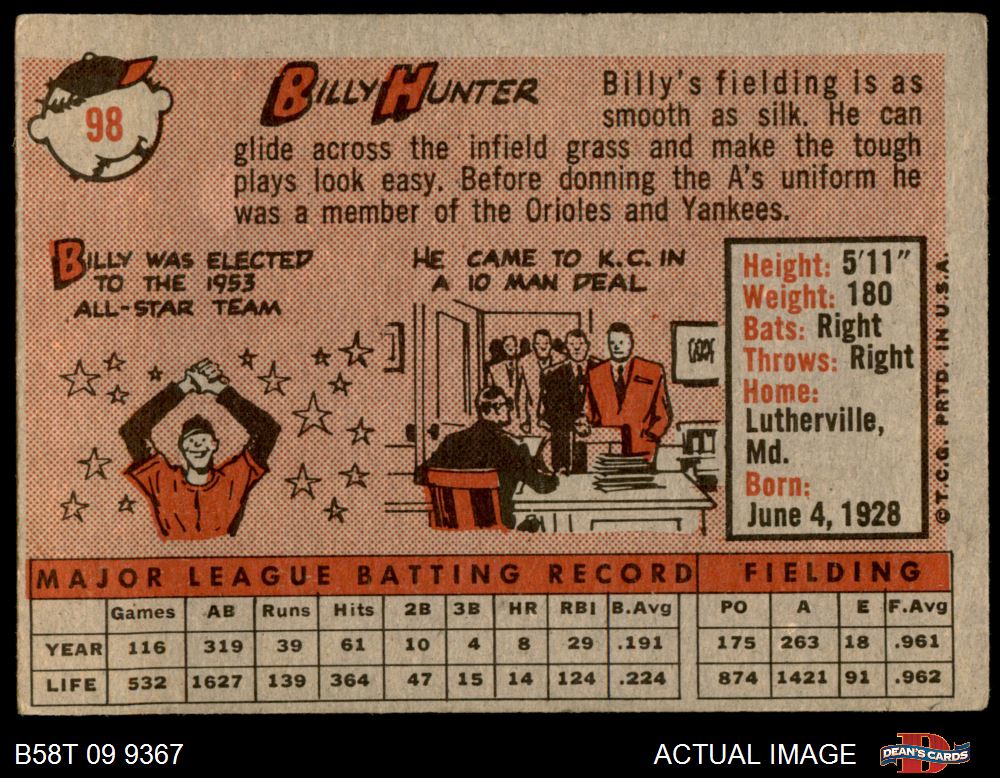 98
BILLY HUNTER
Billy's fielding is as
smooth as silk. He can
glide across the infield grass and make the tough
plays look easy. Before donning the A's uniform he
was a member of the Orioles and Yankees.
BILLY WAS ELECTED
TO THE 1953
ALL-STAR TEAM
HE CAME TO K.C. IN
A 10 MAN DEAL
Height: 5'11"
Weight: 180
Bats: Right
Throws: Right
Home:
Lutherville,
Md.
Born:
June 4, 1928
© T.C.G. PRTD. IN U.S.A.
MAJOR LEAGUE BATTING RECORD FIELDING
Games AB Runs Hits 2B 3B HR RBI B.Avg PO A E F.Avg
YEAR 116 319 39 61 10 4 8 29 .191 175 263 18 .961
LIFE 532 1627 139 364 47 15 14 124 .224 874 1421 91 .962
B58T 09 9367 ACTUAL IMAGE DEAN'S CARDS